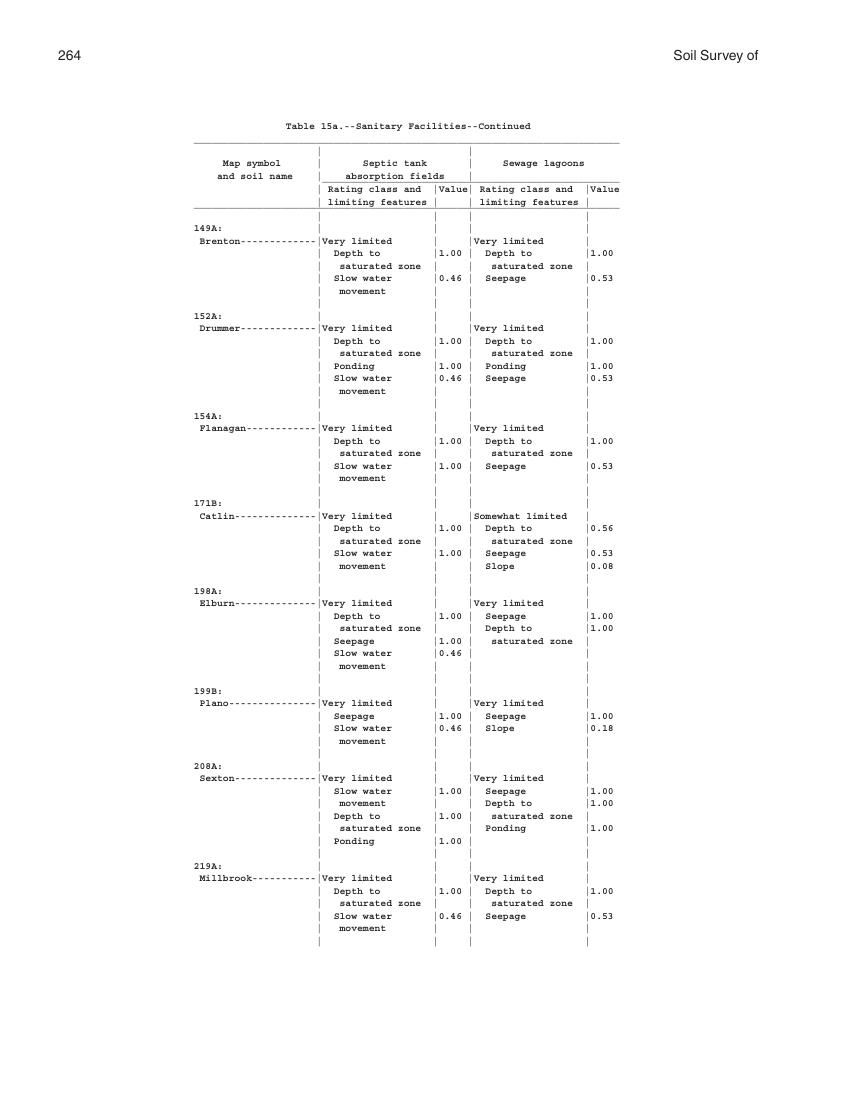 264
Soil Survey of
Table 15a.--Sanitary Facilities--Continued
Map symbol | Septic tank | Sewage lagoons
and soil name | absorption fields |
| Rating class and |Value| Rating class and |Value
| limiting features | | limiting features |
149A:
Brenton-------------|Very limited | |Very limited |
| Depth to |1.00 | Depth to |1.00
| saturated zone | | saturated zone |
| Slow water |0.46 | Seepage |0.53
| movement | | |
152A:
Drummer-------------|Very limited | |Very limited |
| Depth to |1.00 | Depth to |1.00
| saturated zone | | saturated zone |
| Ponding |1.00 | Ponding |1.00
| Slow water |0.46 | Seepage |0.53
| movement | | |
154A:
Flanagan------------|Very limited | |Very limited |
| Depth to |1.00 | Depth to |1.00
| saturated zone | | saturated zone |
| Slow water |1.00 | Seepage |0.53
| movement | | |
171B:
Catlin--------------|Very limited | |Somewhat limited |
| Depth to |1.00 | Depth to |0.56
| saturated zone | | saturated zone |
| Slow water |1.00 | Seepage |0.53
| movement | | Slope |0.08
198A:
Elburn--------------|Very limited | |Very limited |
| Depth to |1.00 | Seepage |1.00
| saturated zone | | Depth to |1.00
| Seepage |1.00 | saturated zone |
| Slow water |0.46 | |
| movement | | |
199B:
Plano---------------|Very limited | |Very limited |
| Seepage |1.00 | Seepage |1.00
| Slow water |0.46 | Slope |0.18
| movement | | |
208A:
Sexton--------------|Very limited | |Very limited |
| Slow water |1.00 | Seepage |1.00
| movement | | Depth to |1.00
| Depth to |1.00 | saturated zone |
| saturated zone | | Ponding |1.00
| Ponding |1.00 | |
219A:
Millbrook-----------|Very limited | |Very limited |
| Depth to |1.00 | Depth to |1.00
| saturated zone | | saturated zone |
| Slow water |0.46 | Seepage |0.53
| movement | | |